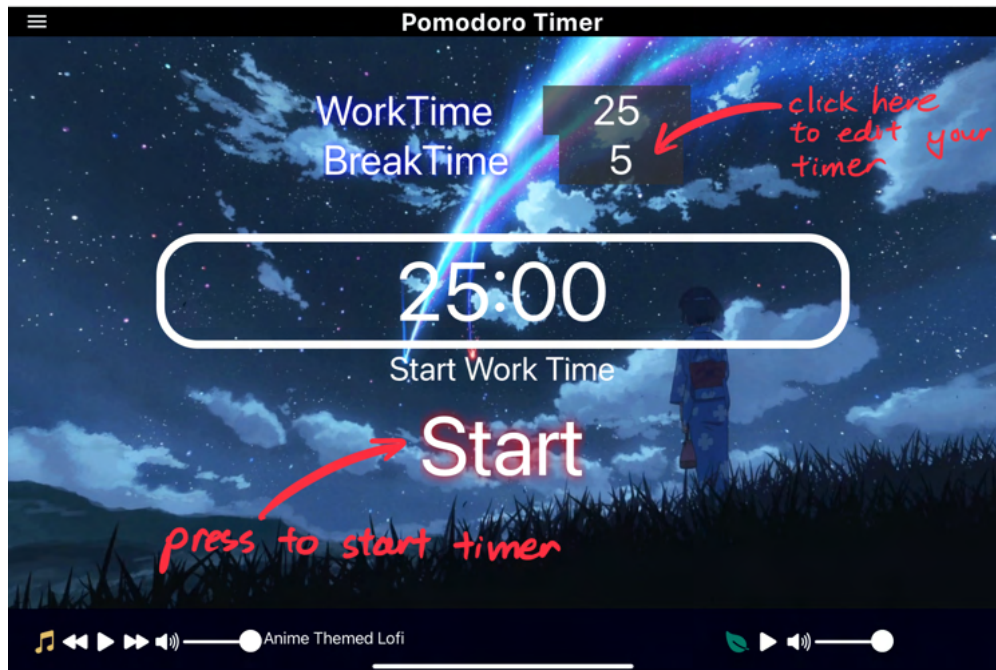 Pomodoro Timer
WorkTime 25
BreakTime 5
click here
to edit your
timer
25:00
Start Work Time
Start
press to start timer
Anime Themed Lofi